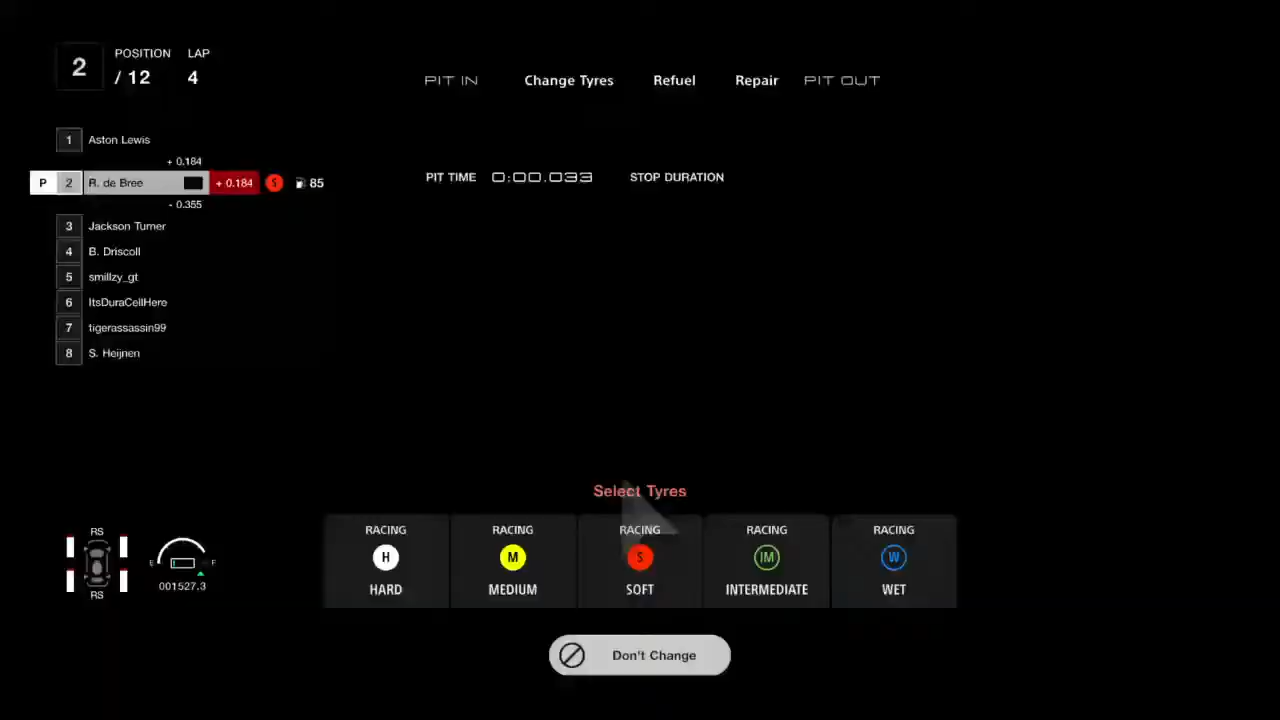 2
POSITION LAP
/ 12 4
PIT IN Change Tyres Refuel Repair PIT OUT
1 Aston Lewis
+ 0.184
P 2 R. de Bree + 0.184 S 85
- 0.355
PIT TIME 0:00.033 STOP DURATION
3 Jackson Turner
4 B. Driscoll
5 smillzy_gt
6 ItsDuraCellHere
7 tigerassassin99
8 S. Heijnen
Select Tyres
RACING RACING RACING RACING RACING
H M S IM W
HARD MEDIUM SOFT INTERMEDIATE WET
RS
E F
001527.3
RS
Don't Change